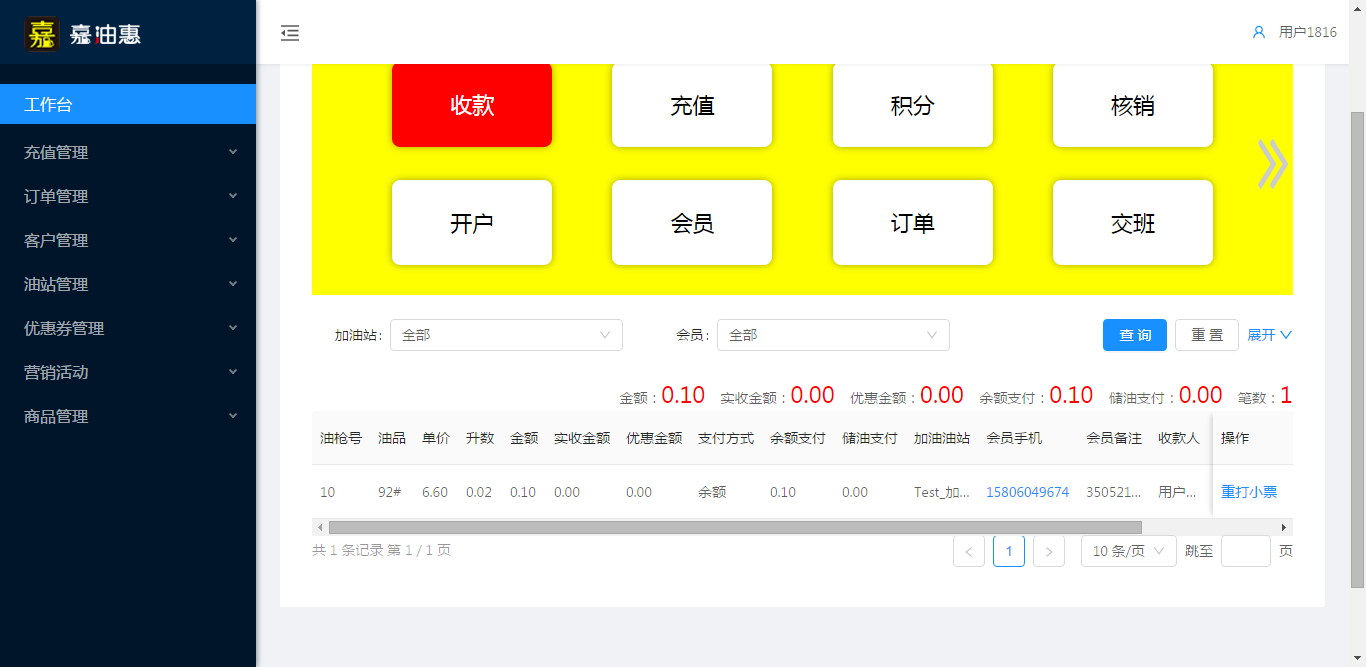 嘉 嘉油惠
用户1816
工作台
充值管理
订单管理
客户管理
油站管理
优惠券管理
营销活动
商品管理
收款 充值 积分 核销
开户 会员 订单 交班
加油站: 全部 会员: 全部 查 询 重 置 展开
金额：0.10 实收金额：0.00 优惠金额：0.00 余额支付：0.10 储油支付：0.00 笔数：1
油枪号 油品 单价 升数 金额 实收金额 优惠金额 支付方式 余额支付 储油支付 加油油站 会员手机 会员备注 收款人 操作
10 92# 6.60 0.02 0.10 0.00 0.00 余额 0.10 0.00 Test_加... 15806049674 350521... 用户... 重打小票
共 1 条记录 第 1 / 1 页 < 1 > 10 条/页 跳至 页